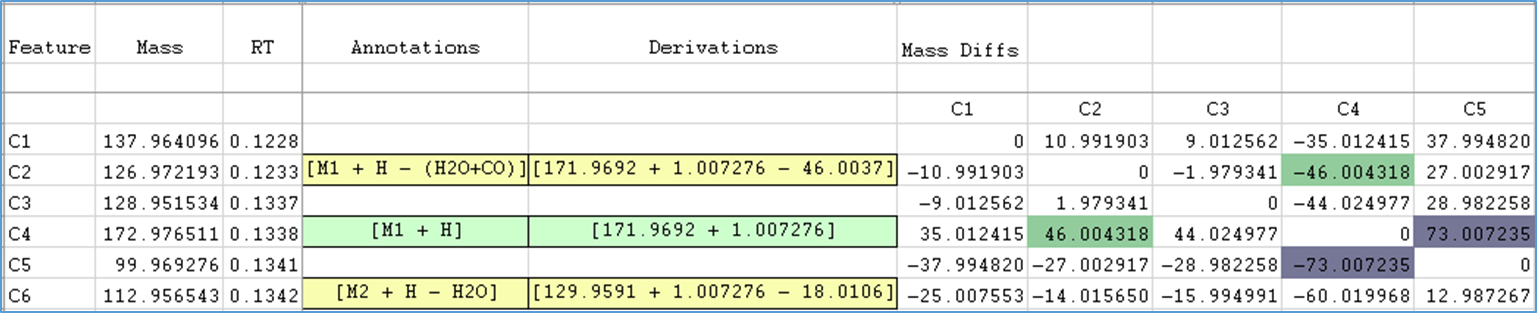 Feature Mass RT Annotations Derivations Mass Diffs
C1 C2 C3 C4 C5
C1 137.964096 0.1228 0 10.991903 9.012562 −35.012415 37.994820
C2 126.972193 0.1233 [M1 + H − (H2O+CO)] [171.9692 + 1.007276 − 46.0037] −10.991903 0 −1.979341 −46.004318 27.002917
C3 128.951534 0.1337 −9.012562 1.979341 0 −44.024977 28.982258
C4 172.976511 0.1338 [M1 + H] [171.9692 + 1.007276] 35.012415 46.004318 44.024977 0 73.007235
C5 99.969276 0.1341 −37.994820 −27.002917 −28.982258 −73.007235 0
C6 112.956543 0.1342 [M2 + H − H2O] [129.9591 + 1.007276 − 18.0106] −25.007553 −14.015650 −15.994991 −60.019968 12.987267